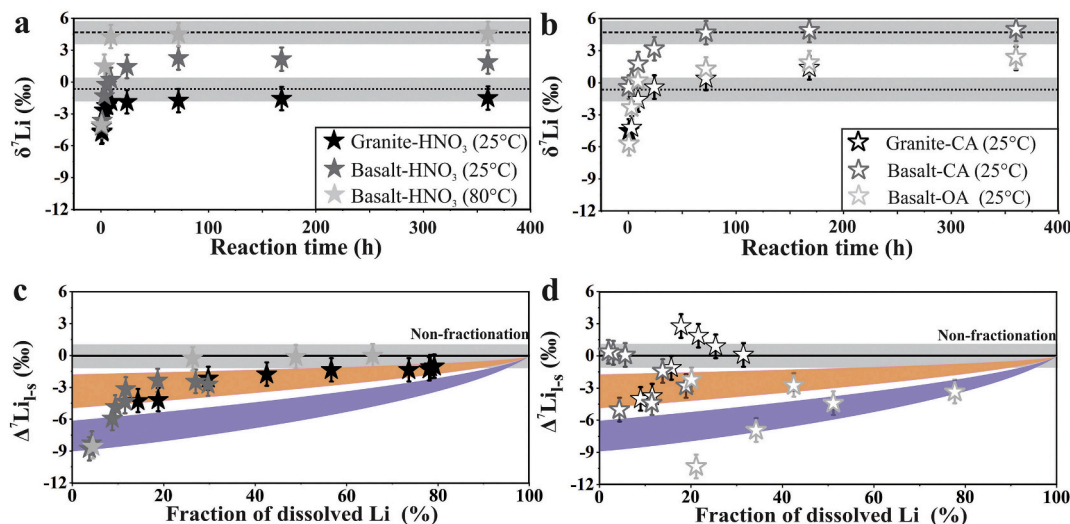 a
6
3
0
-3
-6
-9
-12
δ⁷Li (‰)
0 100 200 300 400
Reaction time (h)
Granite-HNO₃ (25°C)
Basalt-HNO₃ (25°C)
Basalt-HNO₃ (80°C)
b
6
3
0
-3
-6
-9
-12
δ⁷Li (‰)
0 100 200 300 400
Reaction time (h)
Granite-CA (25°C)
Basalt-CA (25°C)
Basalt-OA (25°C)
c
6
3
0
-3
-6
-9
-12
Δ⁷Li_l-s (‰)
Non-fractionation
0 20 40 60 80 100
Fraction of dissolved Li (%)
d
6
3
0
-3
-6
-9
-12
Δ⁷Li_l-s (‰)
Non-fractionation
0 20 40 60 80 100
Fraction of dissolved Li (%)